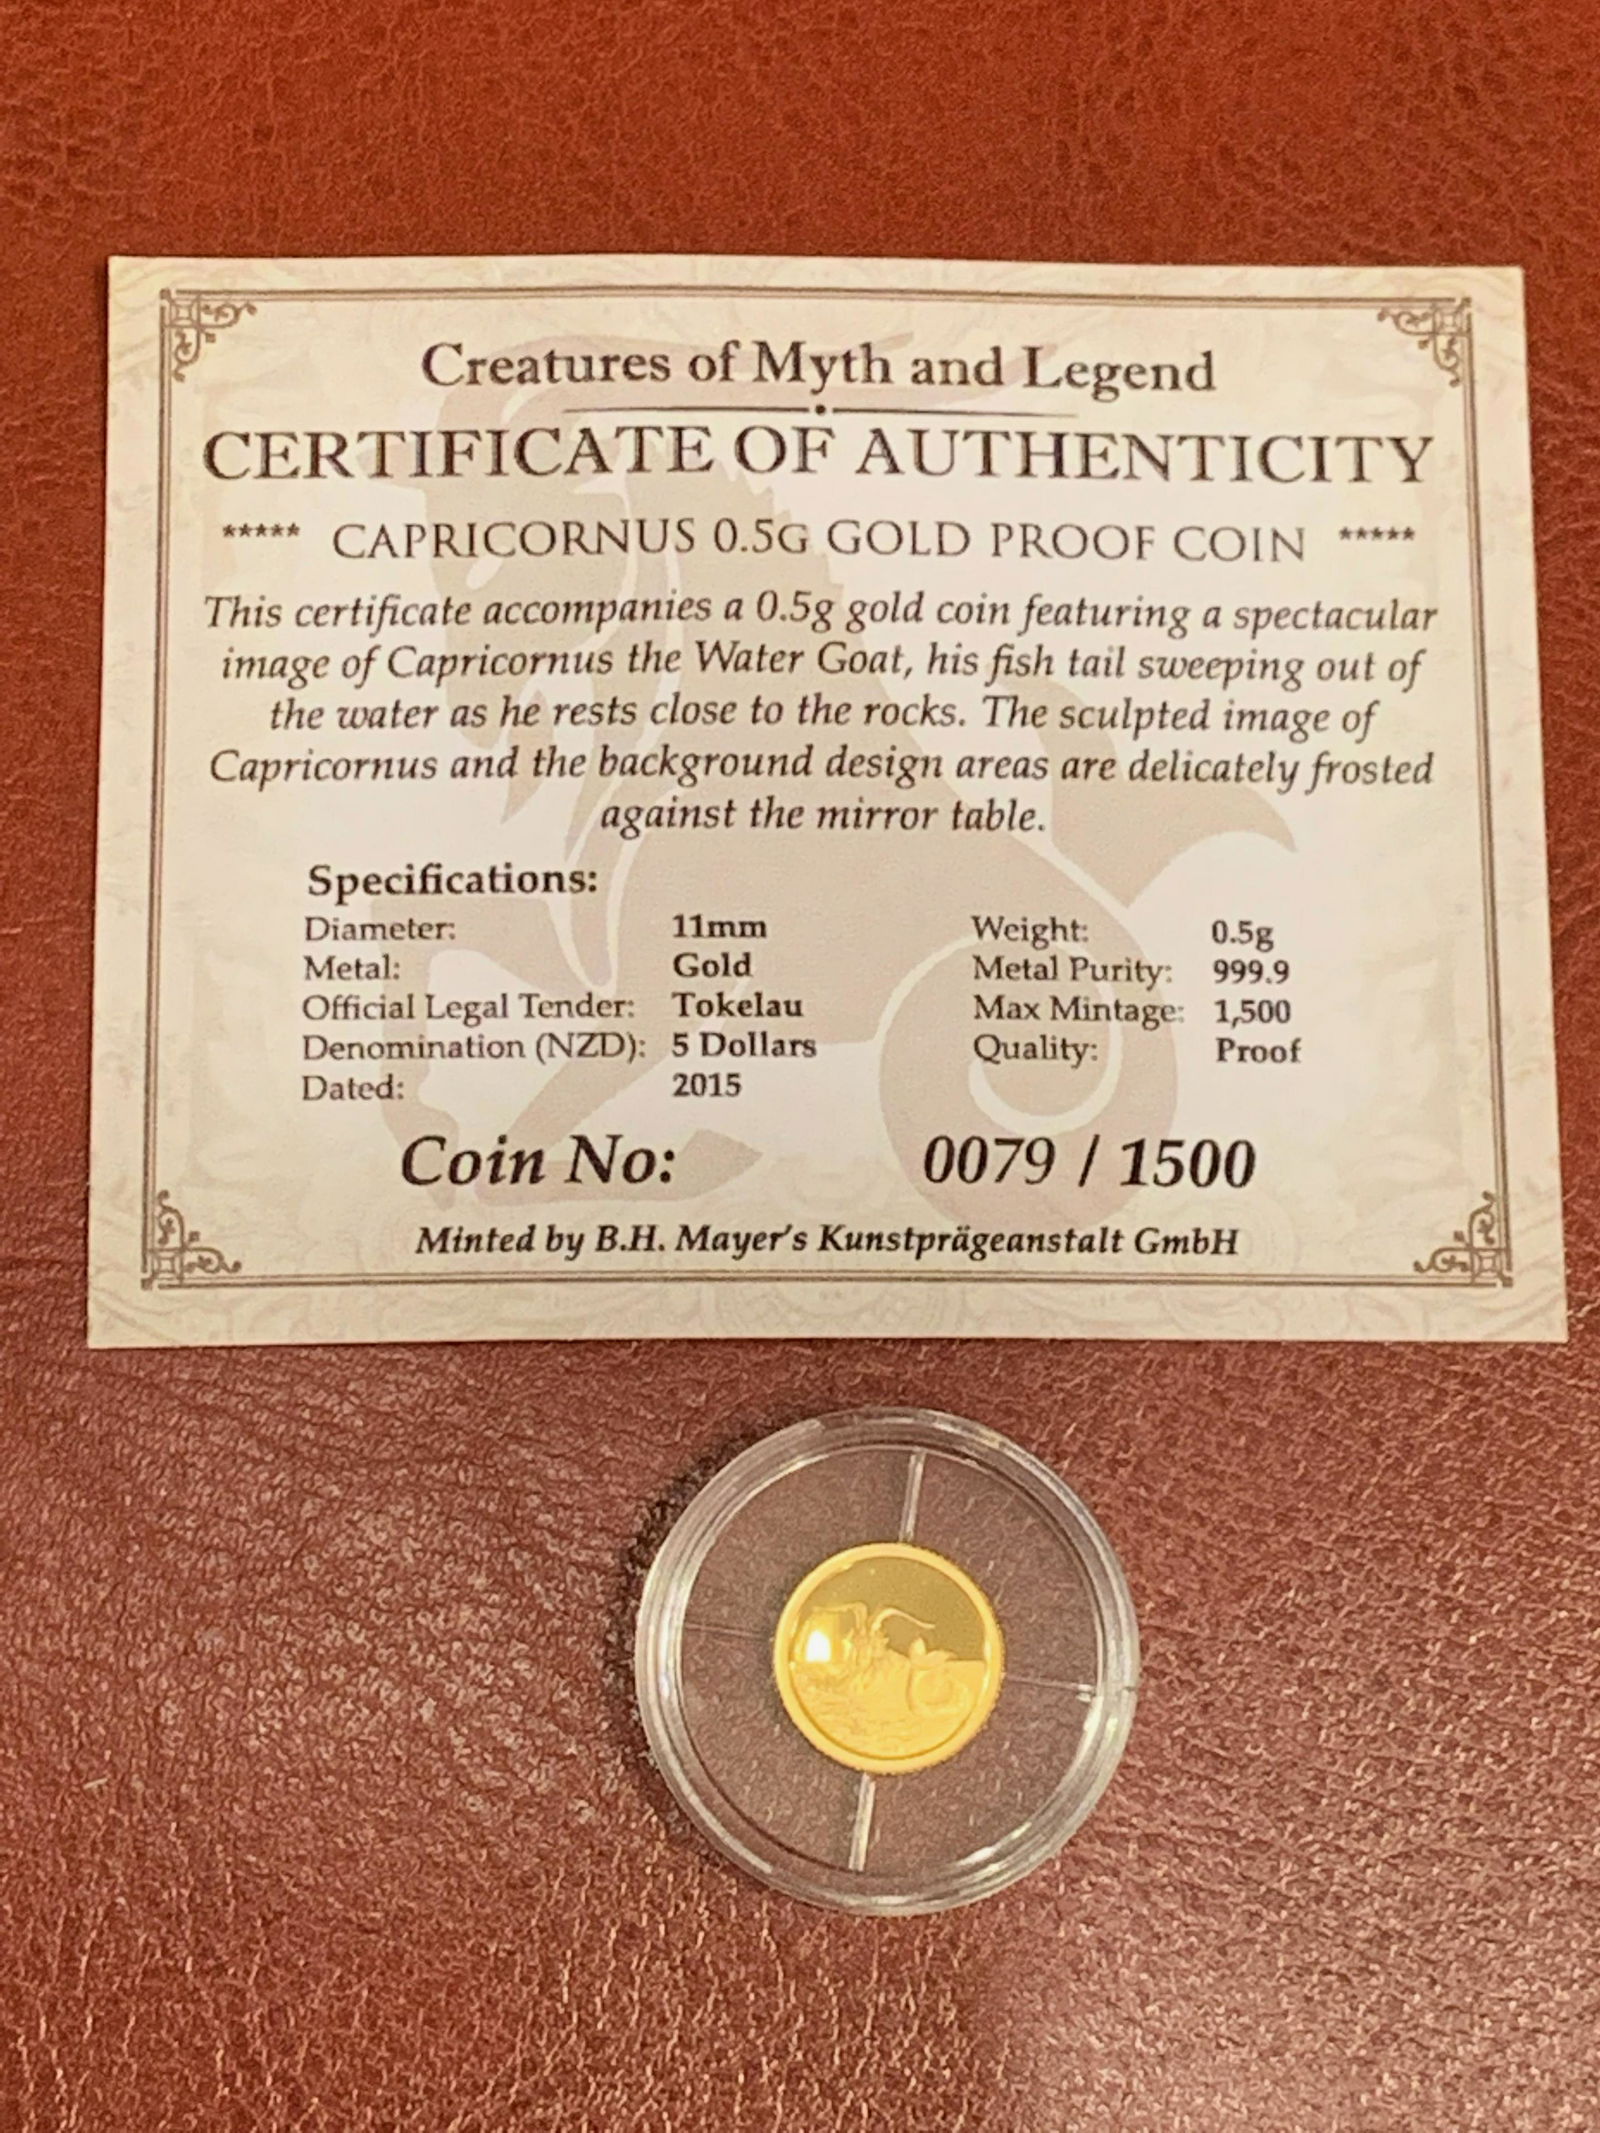 Creatures of Myth and Legend
CERTIFICATE OF AUTHENTICITY
***** CAPRICORNUS 0.5G GOLD PROOF COIN *****
This certificate accompanies a 0.5g gold coin featuring a spectacular
image of Capricornus the Water Goat, his fish tail sweeping out of
the water as he rests close to the rocks. The sculpted image of
Capricornus and the background design areas are delicately frosted
against the mirror table.
Specifications:
Diameter: 11mm Weight: 0.5g
Metal: Gold Metal Purity: 999.9
Official Legal Tender: Tokelau Max Mintage: 1,500
Denomination (NZD): 5 Dollars Quality: Proof
Dated: 2015
Coin No: 0079 / 1500
Minted by B.H. Mayer's Kunstprägeanstalt GmbH